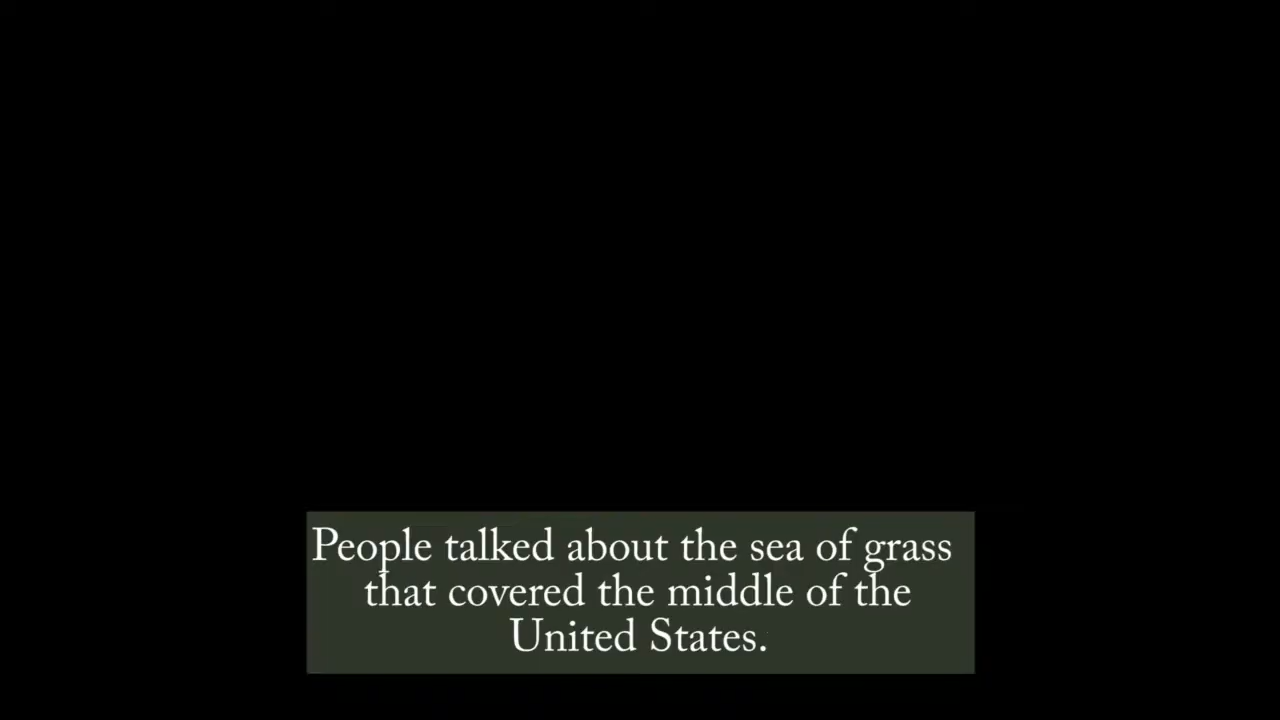 People talked about the sea of grass
that covered the middle of the
United States.